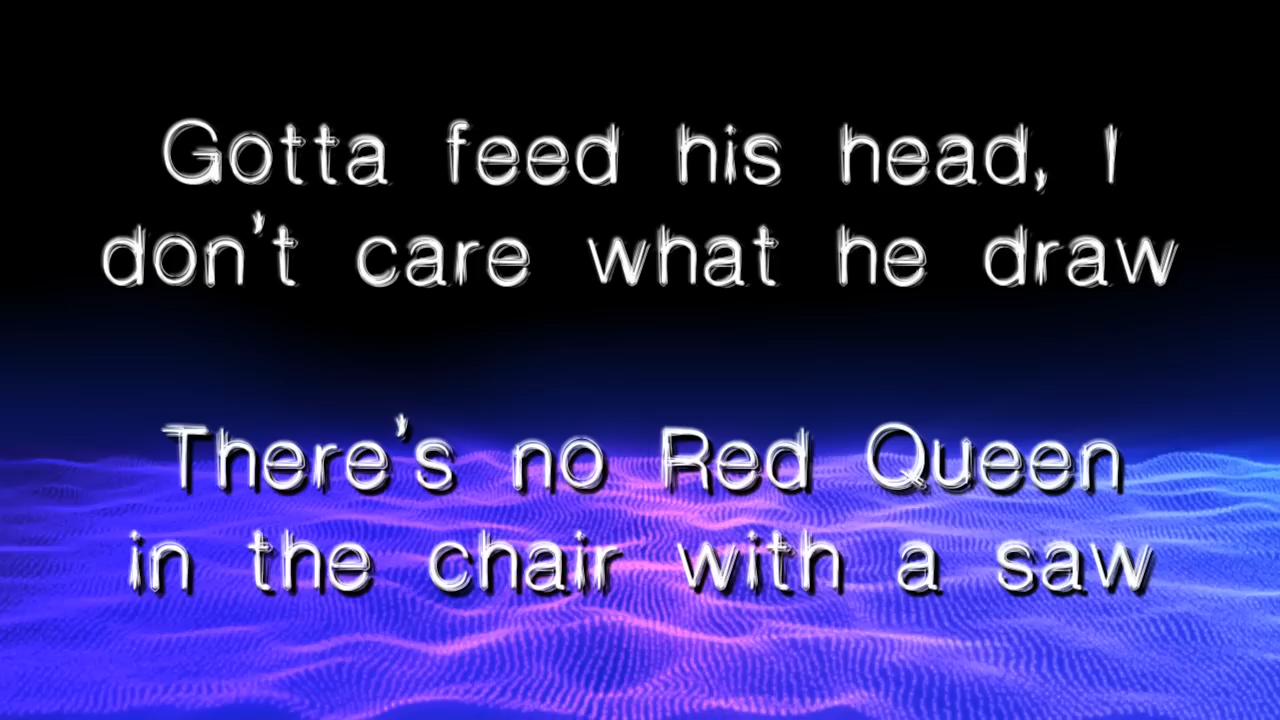 Gotta feed his head, I
don't care what he draw
There's no Red Queen
in the chair with a saw